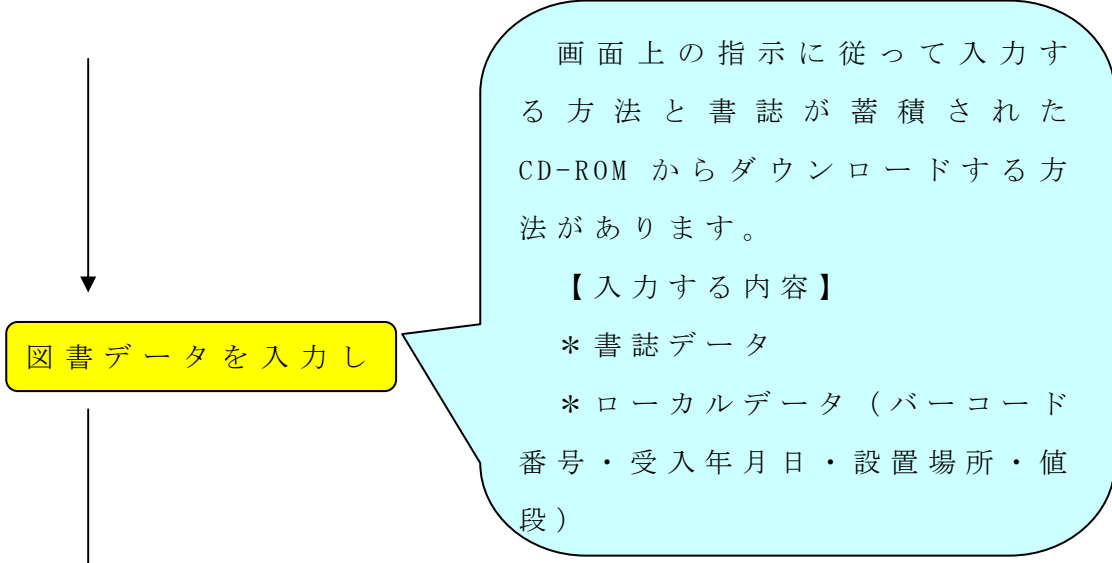 画面上の指示に従って入力す
る方法と書誌が蓄積された
CD-ROM からダウンロードする方
法があります。
【入力する内容】
＊書誌データ
＊ローカルデータ（バーコード
番号・受入年月日・設置場所・値
段）
図書データを入力し